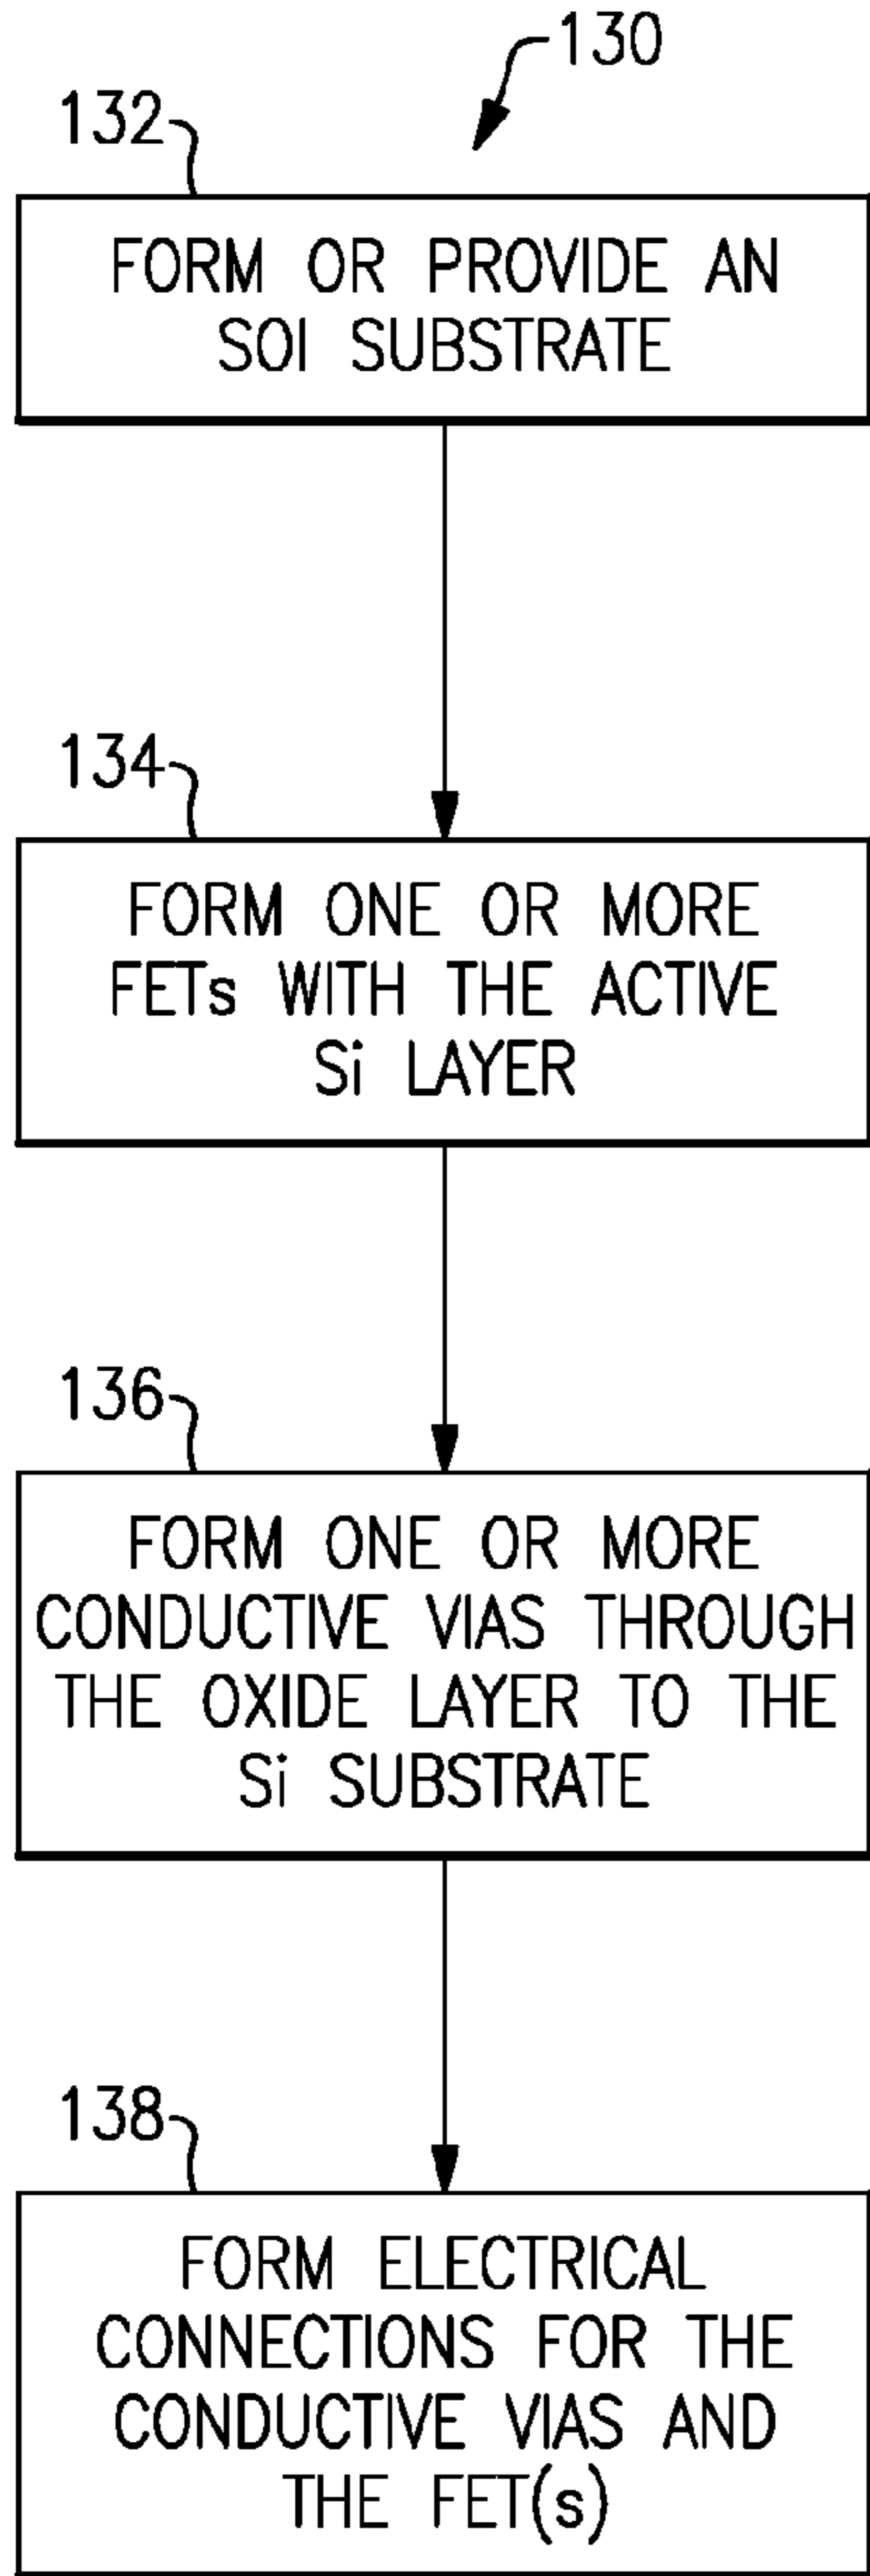 130
132
FORM OR PROVIDE AN
SOI SUBSTRATE
134
FORM ONE OR MORE
FETs WITH THE ACTIVE
Si LAYER
136
FORM ONE OR MORE
CONDUCTIVE VIAS THROUGH
THE OXIDE LAYER TO THE
Si SUBSTRATE
138
FORM ELECTRICAL
CONNECTIONS FOR THE
CONDUCTIVE VIAS AND
THE FET(s)